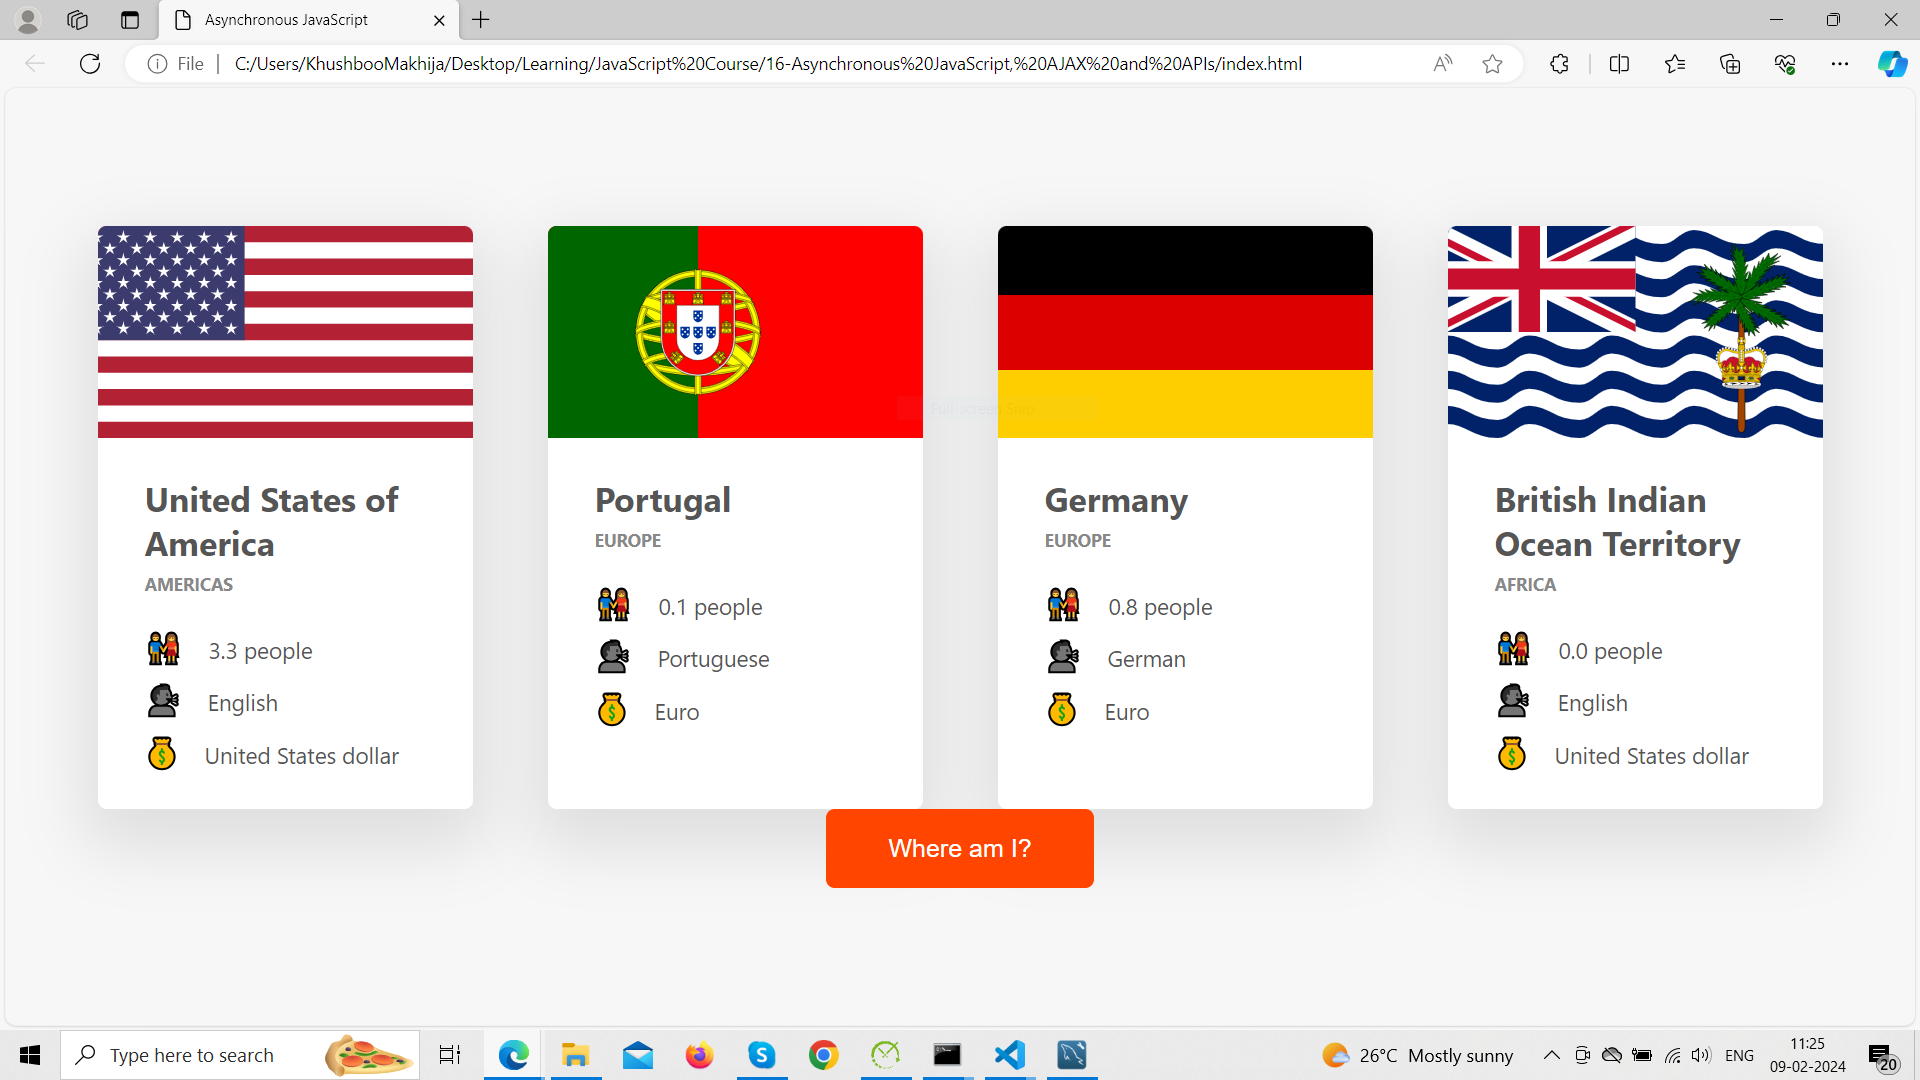 Asynchronous JavaScript
File
C:/Users/KhushbooMakhija/Desktop/Learning/JavaScript%20Course/16-Asynchronous%20JavaScript,%20AJAX%20and%20APIs/index.html
United States of
America
AMERICAS
3.3 people
English
United States dollar
Portugal
EUROPE
0.1 people
Portuguese
Euro
Germany
EUROPE
0.8 people
German
Euro
British Indian
Ocean Territory
AFRICA
0.0 people
English
United States dollar
Full-screen Snip
Where am I?
Type here to search
26°C Mostly sunny
ENG
11:25
09-02-2024
20